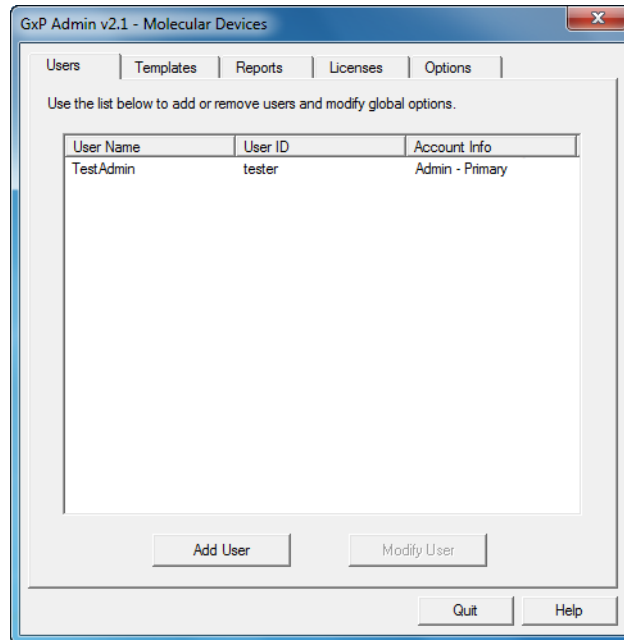 GxP Admin v2.1 - Molecular Devices
x
Users Templates Reports Licenses Options
Use the list below to add or remove users and modify global options.
User Name User ID Account Info
TestAdmin tester Admin - Primary
Add User Modify User
Quit Help